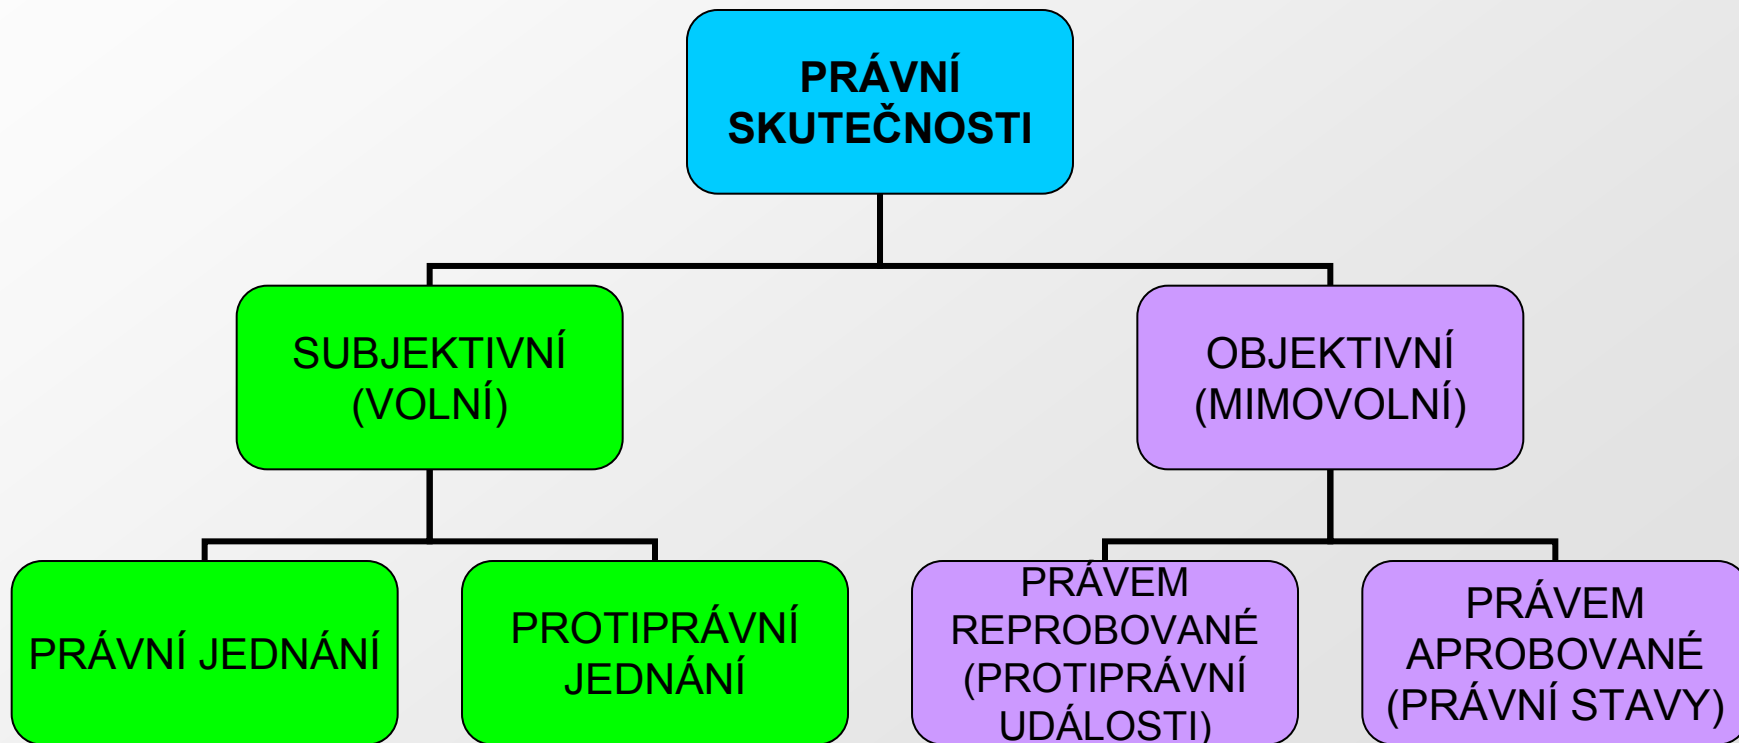 PRÁVNÍ
SKUTEČNOSTI
SUBJEKTIVNÍ
(VOLNÍ)
OBJEKTIVNÍ
(MIMOVOLNÍ)
PRÁVNÍ JEDNÁNÍ
PROTIPRÁVNÍ
JEDNÁNÍ
PRÁVEM
REPROBOVANÉ
(PROTIPRÁVNÍ
UDÁLOSTI)
PRÁVEM
APROBOVANÉ
(PRÁVNÍ STAVY)